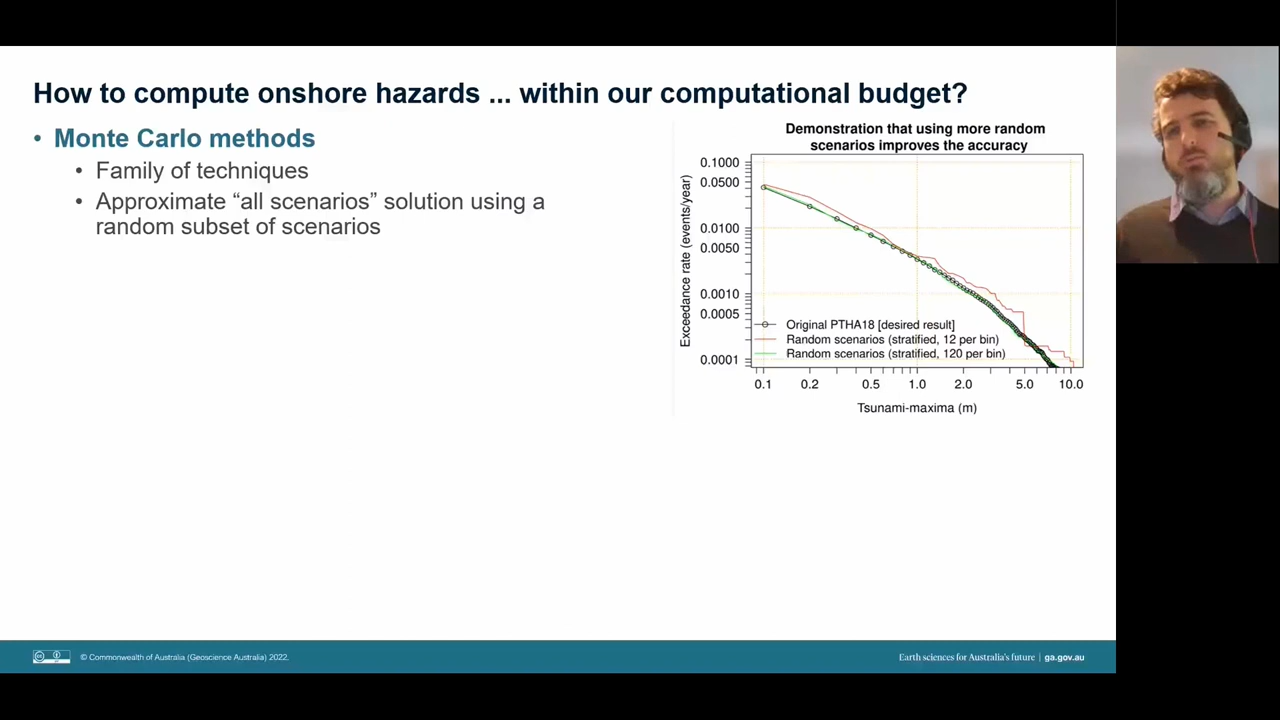 How to compute onshore hazards ... within our computational budget?
• Monte Carlo methods
• Family of techniques
• Approximate “all scenarios” solution using a
random subset of scenarios
Demonstration that using more random
scenarios improves the accuracy
Exceedance rate (events/year)
0.1000
0.0500
0.0100
0.0050
0.0010
0.0005
0.0001
Original PTHA18 [desired result]
Random scenarios (stratified, 12 per bin)
Random scenarios (stratified, 120 per bin)
0.1 0.2 0.5 1.0 2.0 5.0 10.0
Tsunami-maxima (m)
© Commonwealth of Australia (Geoscience Australia) 2022.
Earth sciences for Australia's future | ga.gov.au